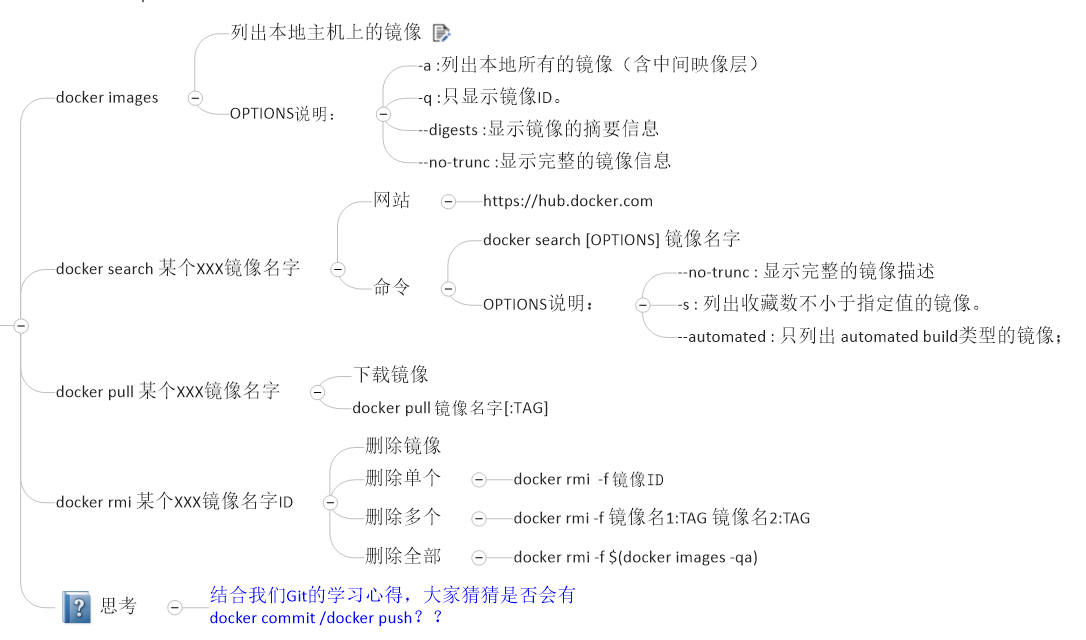 docker images
列出本地主机上的镜像
OPTIONS说明：
-a :列出本地所有的镜像（含中间映像层）
-q :只显示镜像ID。
--digests :显示镜像的摘要信息
--no-trunc :显示完整的镜像信息
docker search 某个XXX镜像名字
网站
https://hub.docker.com
命令
docker search [OPTIONS] 镜像名字
OPTIONS说明：
--no-trunc : 显示完整的镜像描述
-s : 列出收藏数不小于指定值的镜像。
--automated : 只列出 automated build类型的镜像；
docker pull 某个XXX镜像名字
下载镜像
docker pull 镜像名字[:TAG]
docker rmi 某个XXX镜像名字ID
删除镜像
删除单个
docker rmi -f 镜像ID
删除多个
docker rmi -f 镜像名1:TAG 镜像名2:TAG
删除全部
docker rmi -f $(docker images -qa)
思考
结合我们Git的学习心得，大家猜猜是否会有
docker commit /docker push？？